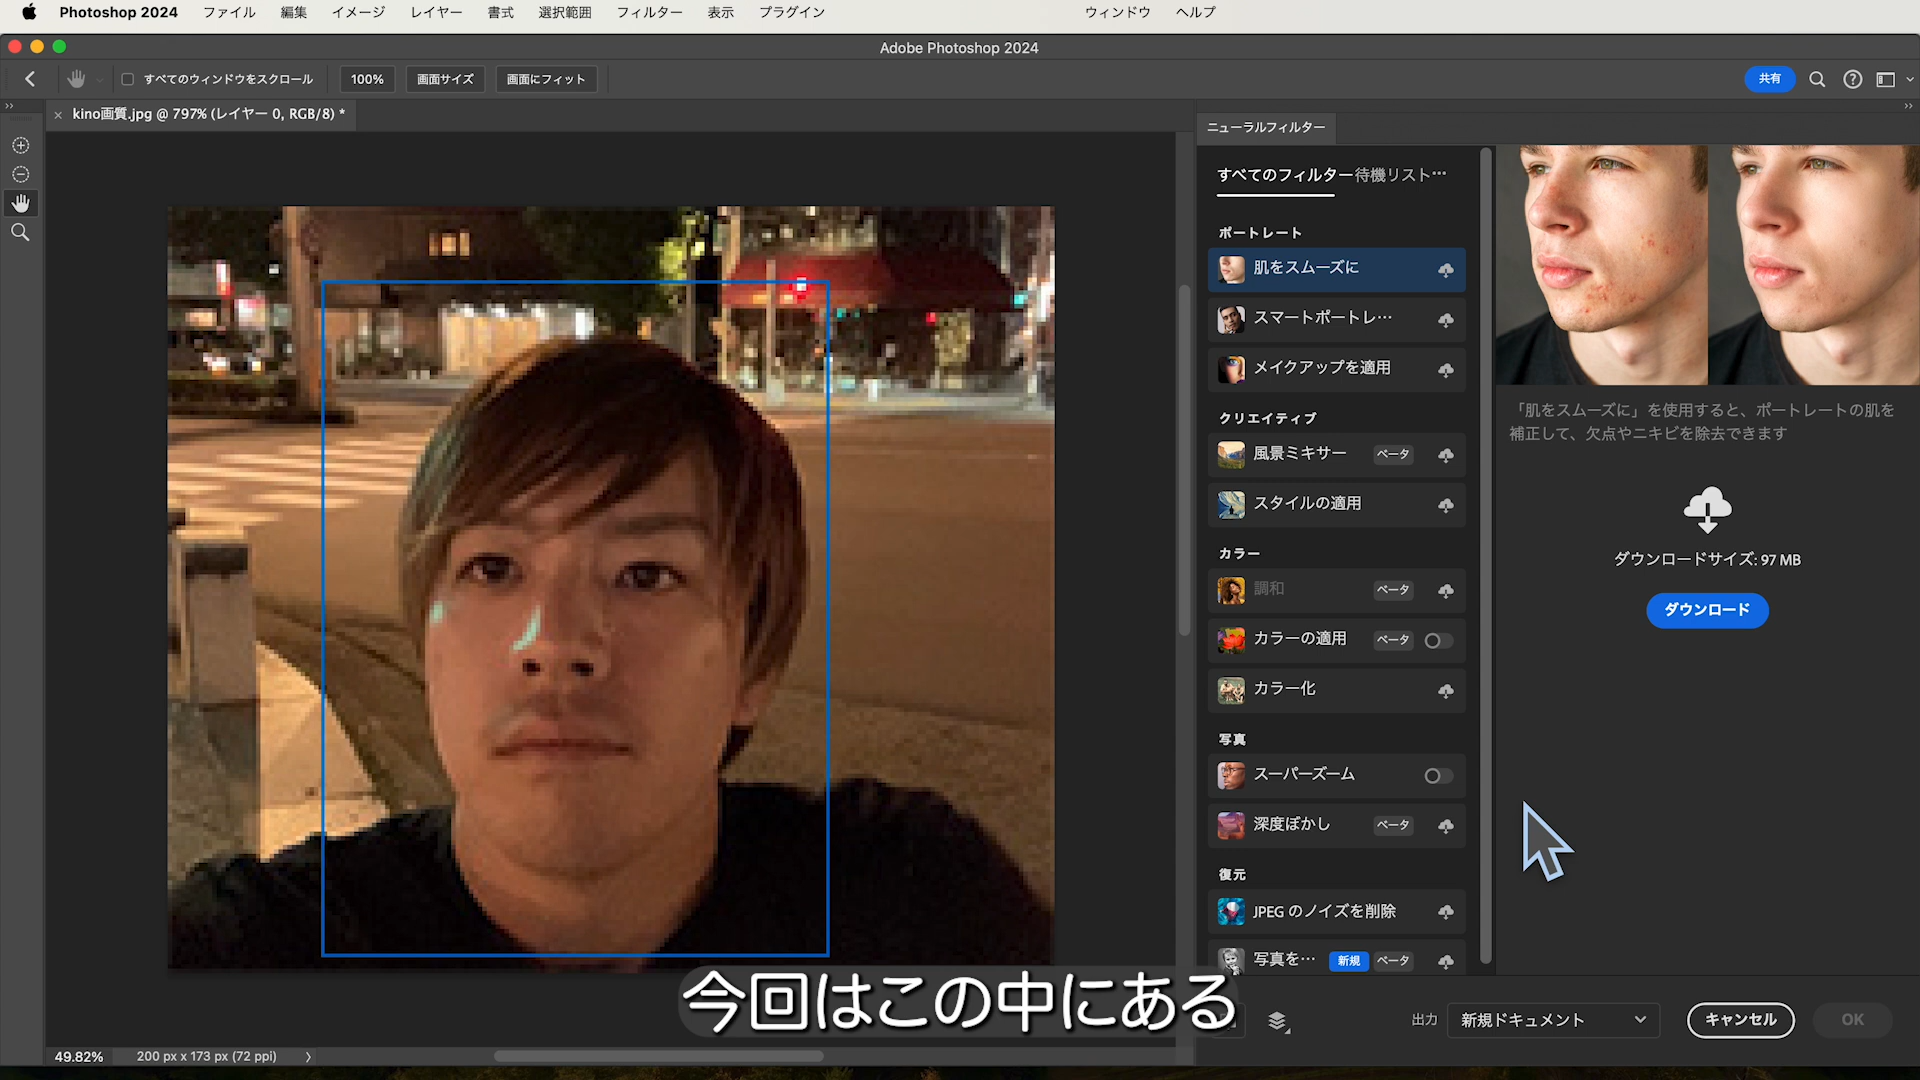 Photoshop 2024 ファイル 編集 イメージ レイヤー 書式 選択範囲 フィルター 表示 プラグイン ウィンドウ ヘルプ
Adobe Photoshop 2024
すべてのウィンドウをスクロール 100% 画面サイズ 画面にフィット 共有
kino画質.jpg @ 797% (レイヤー 0, RGB/8) *
ニューラルフィルター
すべてのフィルター 待機リスト…
ポートレート
肌をスムーズに
スマートポートレ…
メイクアップを適用
クリエイティブ
風景ミキサー ベータ
スタイルの適用
カラー
調和 ベータ
カラーの適用 ベータ
カラー化
写真
スーパーズーム
深度ぼかし ベータ
復元
JPEG のノイズを削除
写真を… 新規 ベータ
「肌をスムーズに」を使用すると、ポートレートの肌を
補正して、欠点やニキビを除去できます
ダウンロードサイズ: 97 MB
ダウンロード
今回はこの中にある
出力 新規ドキュメント キャンセル OK
49.82% 200 px x 173 px (72 ppi)